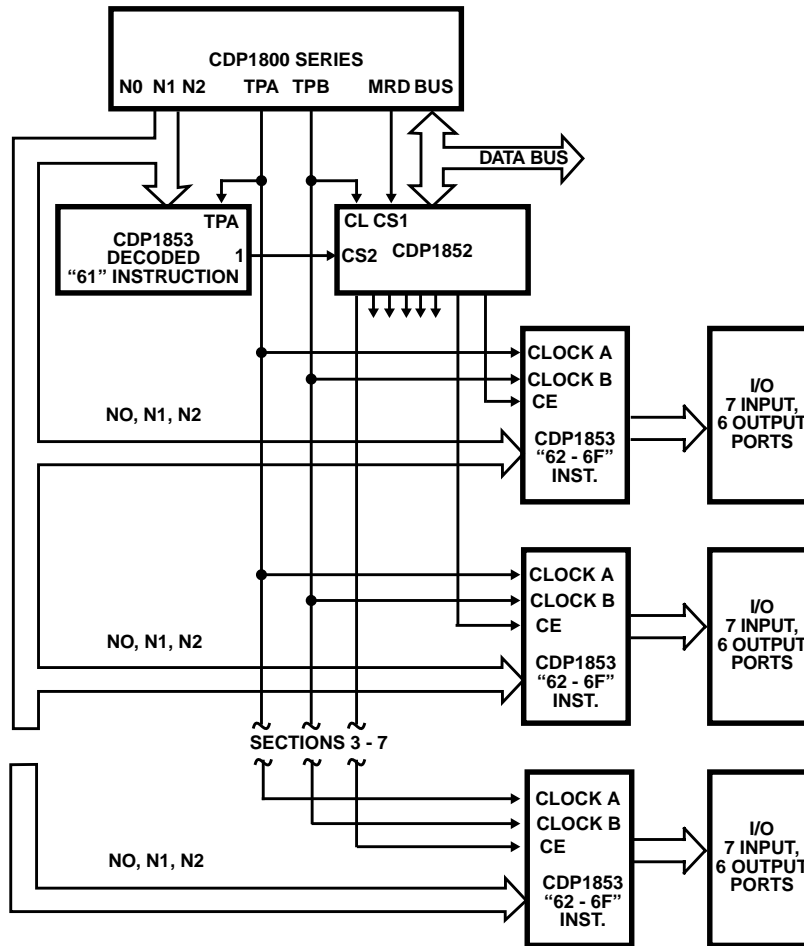 CDP1800 SERIES
N0 N1 N2 TPA TPB MRD BUS
DATA BUS
TPA
CDP1853
DECODED
"61" INSTRUCTION
1
CL CS1
CS2
CDP1852
CLOCK A
CLOCK B
CE
CDP1853
"62 - 6F"
INST.
I/O
7 INPUT,
6 OUTPUT
PORTS
NO, N1, N2
CLOCK A
CLOCK B
CE
CDP1853
"62 - 6F"
INST.
I/O
7 INPUT,
6 OUTPUT
PORTS
NO, N1, N2
SECTIONS 3 - 7
CLOCK A
CLOCK B
CE
CDP1853
"62 - 6F"
INST.
I/O
7 INPUT,
6 OUTPUT
PORTS
NO, N1, N2